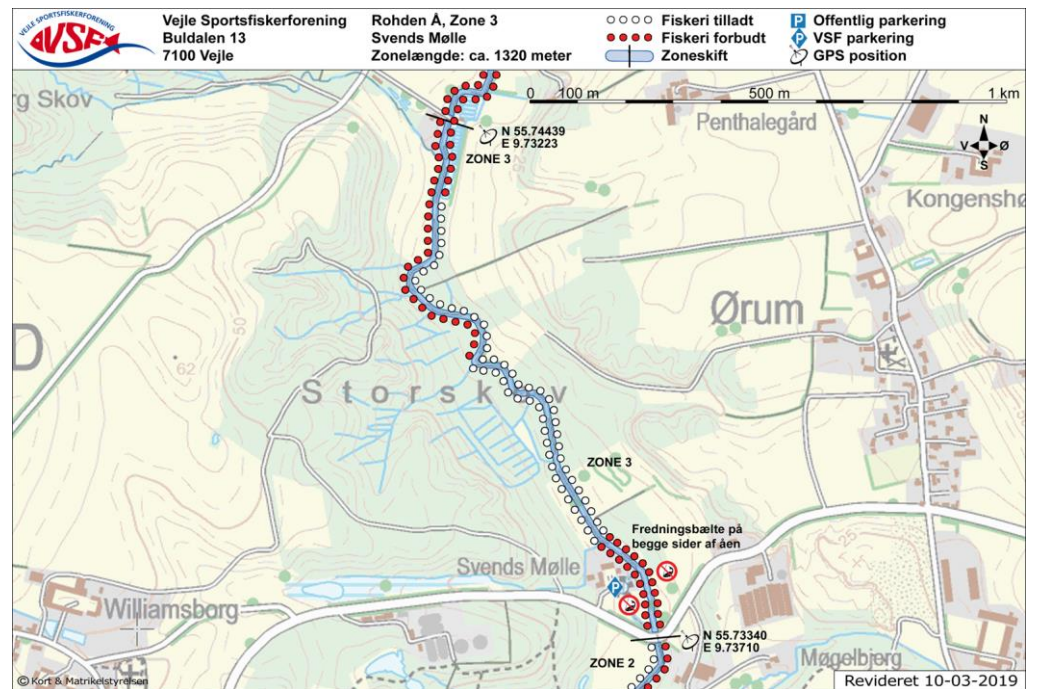 VEJLE SPORTSFISKERFORENING
VSF
Vejle Sportsfiskerforening
Buldalen 13
7100 Vejle
Rohden Å, Zone 3
Svends Mølle
Zonelængde: ca. 1320 meter
Fiskeri tilladt
Fiskeri forbudt
Zoneskift
P Offentlig parkering
P VSF parkering
GPS position
rg Skov
0 100 m 500 m 1 km
Penthalegård
N
V Ø
S
N 55.74439
E 9.73223
ZONE 3
25
Kongenshø
Ørum
50
62
D
Storskov
ZONE 3
Fredningsbælte på
begge sider af åen
Svends Mølle
P
Williamsborg
N 55.73340
E 9.73710
ZONE 2
Møgelbjerg
© Kort & Matrikelstyrelsen
Revideret 10-03-2019